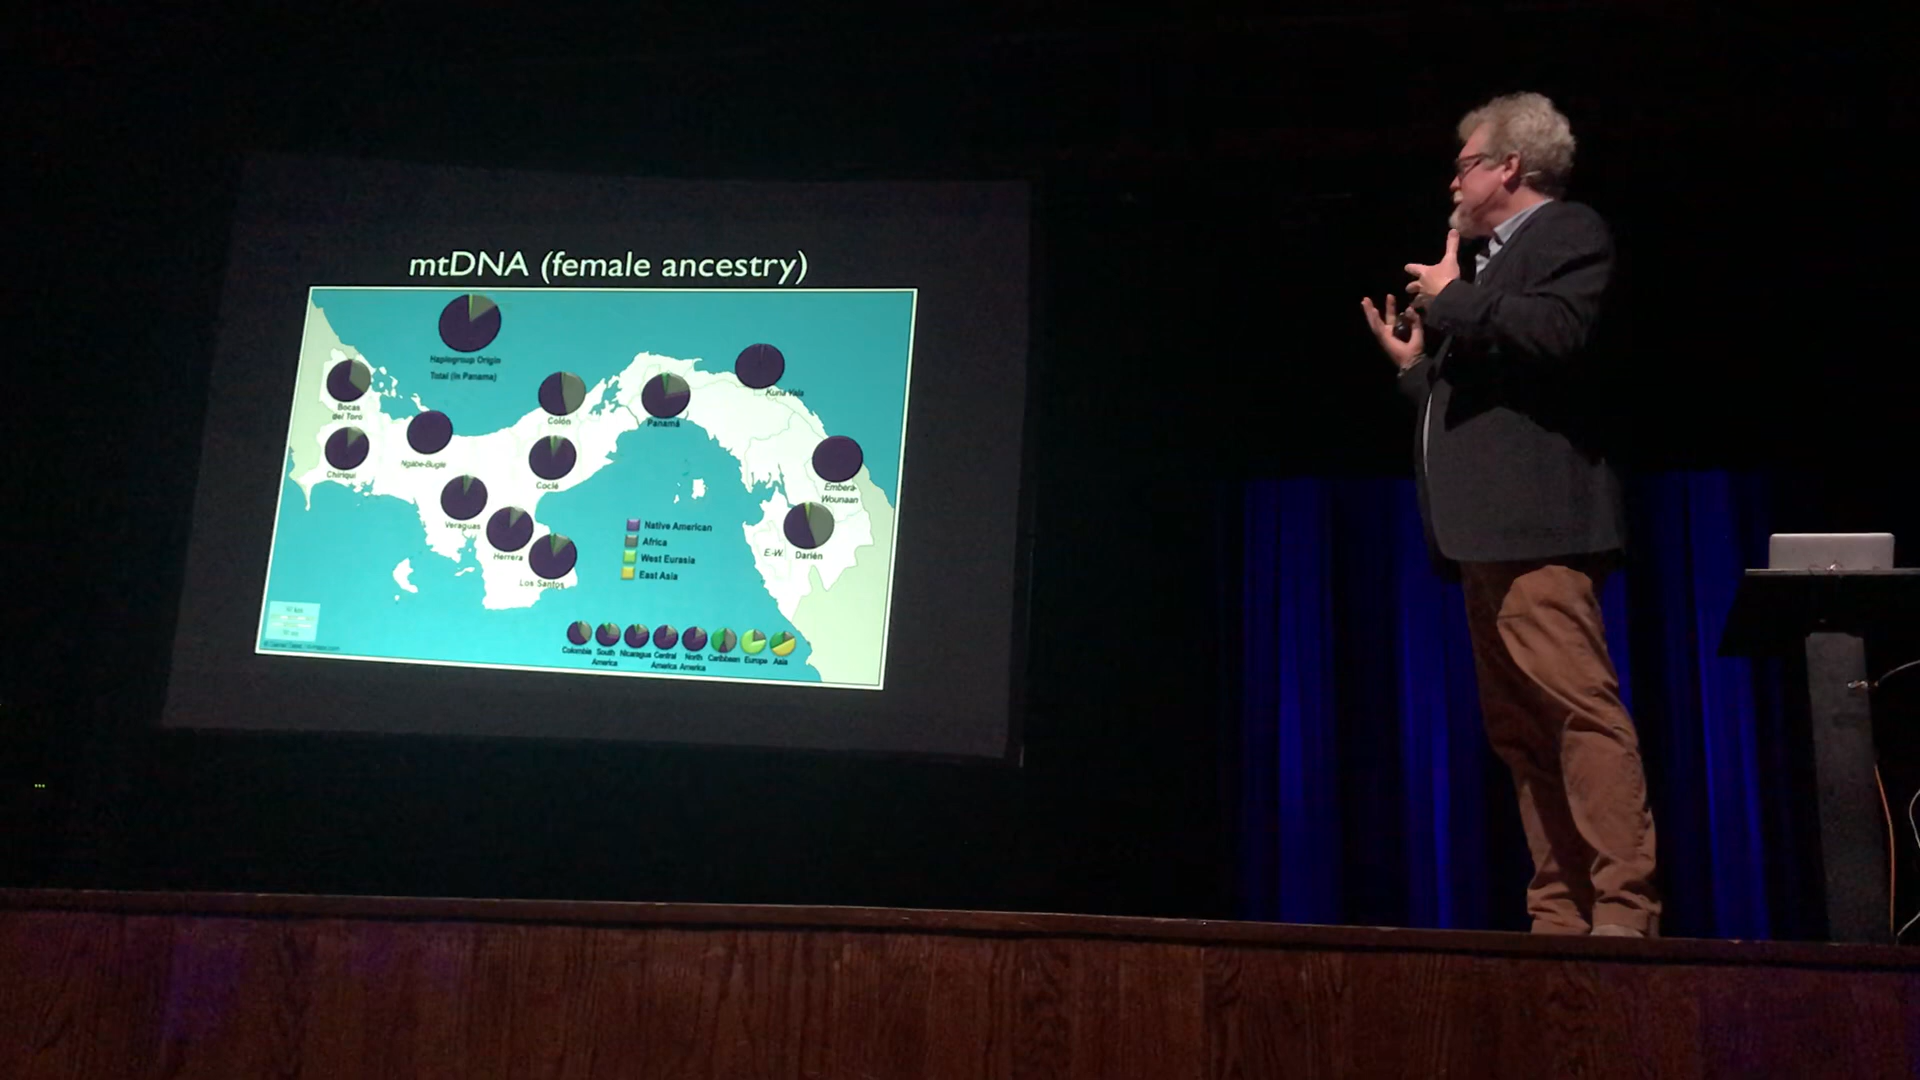 mtDNA (female ancestry)
Haplogroup Origin
Total (in Panama)
Bocas
del Toro
Chiriquí
Ngäbe-Buglé
Colón
Coclé
Panamá
Kuna Yala
Emberá-
Wounaan
Veraguas
Herrera
Los Santos
E-W
Darién
Native American
Africa
West Eurasia
East Asia
Colombia
South
America
Nicaragua
Central
America
North
America
Caribbean
Europe
Asia